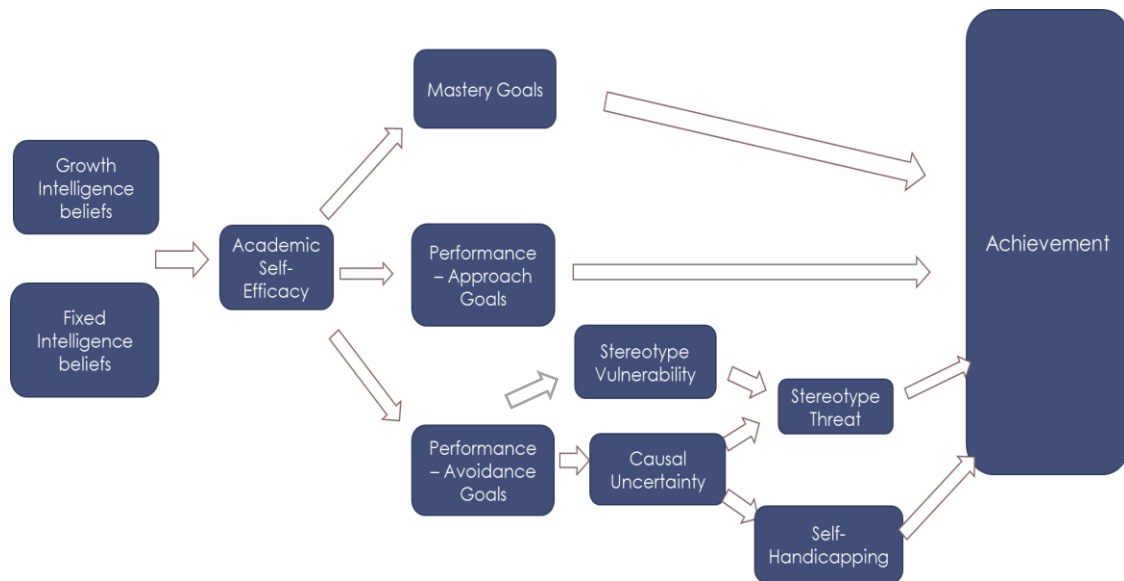 Growth
Intelligence
beliefs
Fixed
Intelligence
beliefs
Academic
Self-
Efficacy
Mastery Goals
Performance
– Approach
Goals
Performance
– Avoidance
Goals
Stereotype
Vulnerability
Causal
Uncertainty
Stereotype
Threat
Self-
Handicapping
Achievement